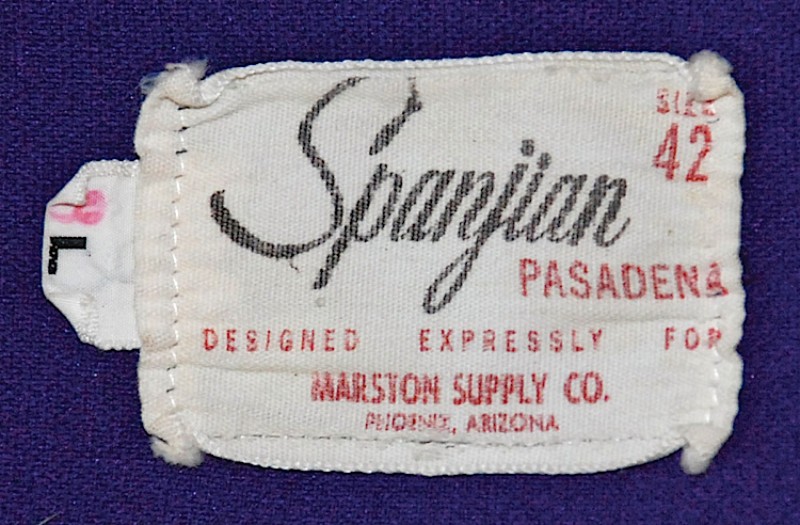 SIZE
42
Spanjian
PASADENA
DESIGNED EXPRESSLY FOR
MARSTON SUPPLY CO.
PHOENIX, ARIZONA
L